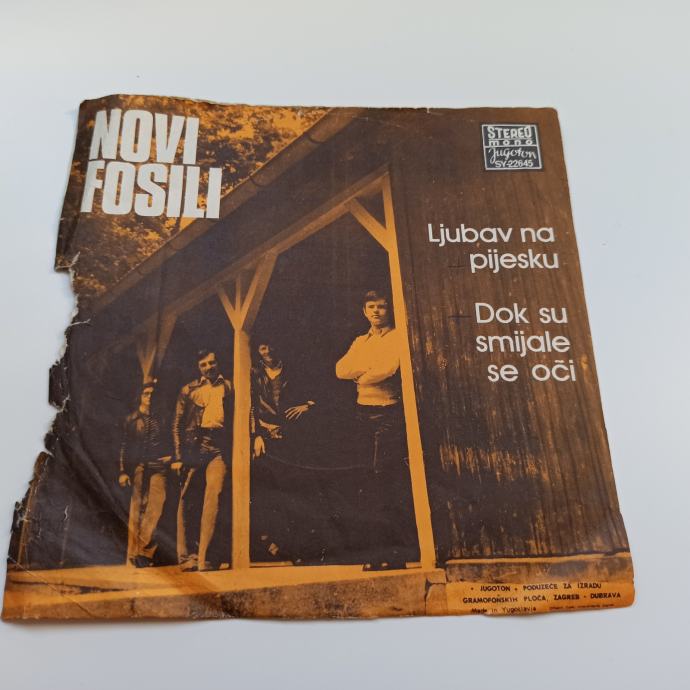 NOVI
FOSILI
STEREO
mono
Jugoton
SY-22645
Ljubav na
pijesku
Dok su
smijale
se oči
• JUGOTON • PODUZEĆE ZA IZRADU
GRAMOFONSKIH PLOČA, ZAGREB - DUBRAVA
Made in Yugoslavia